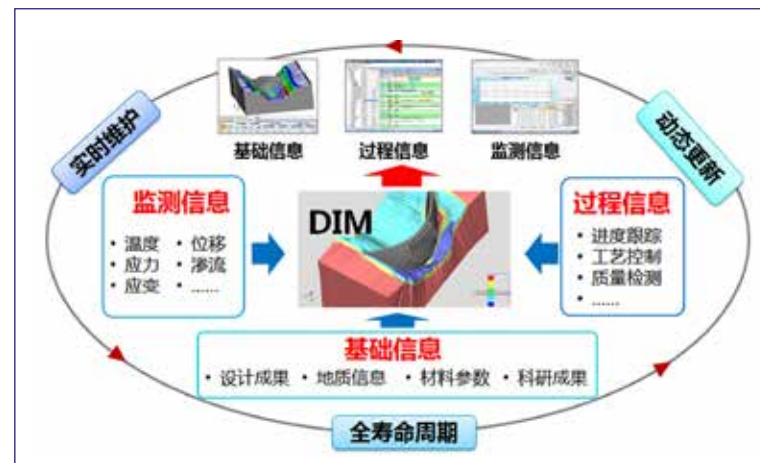 基础信息
过程信息
监测信息
实时维护
动态更新
监测信息
• 温度 • 位移
• 应力 • 渗流
• 应变 • ......
DIM
过程信息
• 进度跟踪
• 工艺控制
• 质量检测
• ......
基础信息
• 设计成果 • 地质信息 • 材料参数 • 科研成果
全寿命周期